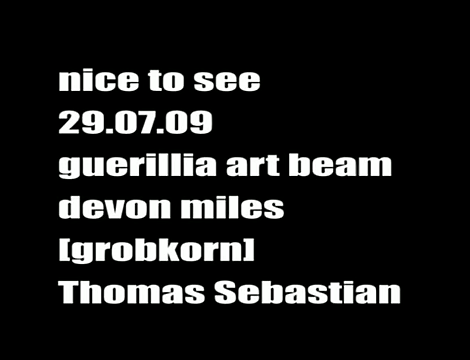 nice to see
29.07.09
guerillia art beam
devon miles
[grobkorn]
Thomas Sebastian